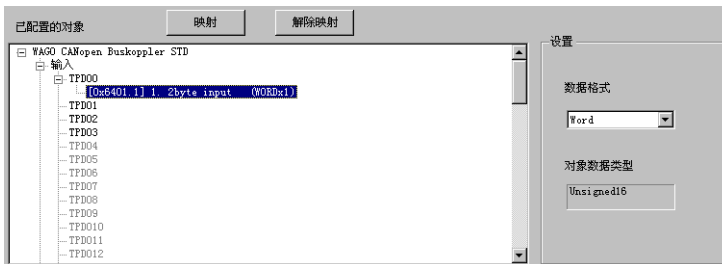 已配置的对象
映射
解除映射
WAGO CANopen Buskoppler STD
输入
TPDO0
[0x6401.1] 1. 2byte input (WORDx1)
TPDO1
TPDO2
TPDO3
TPDO4
TPDO5
TPDO6
TPDO7
TPDO8
TPDO9
TPDO10
TPDO11
TPDO12
设置
数据格式
Word
对象数据类型
Unsigned16